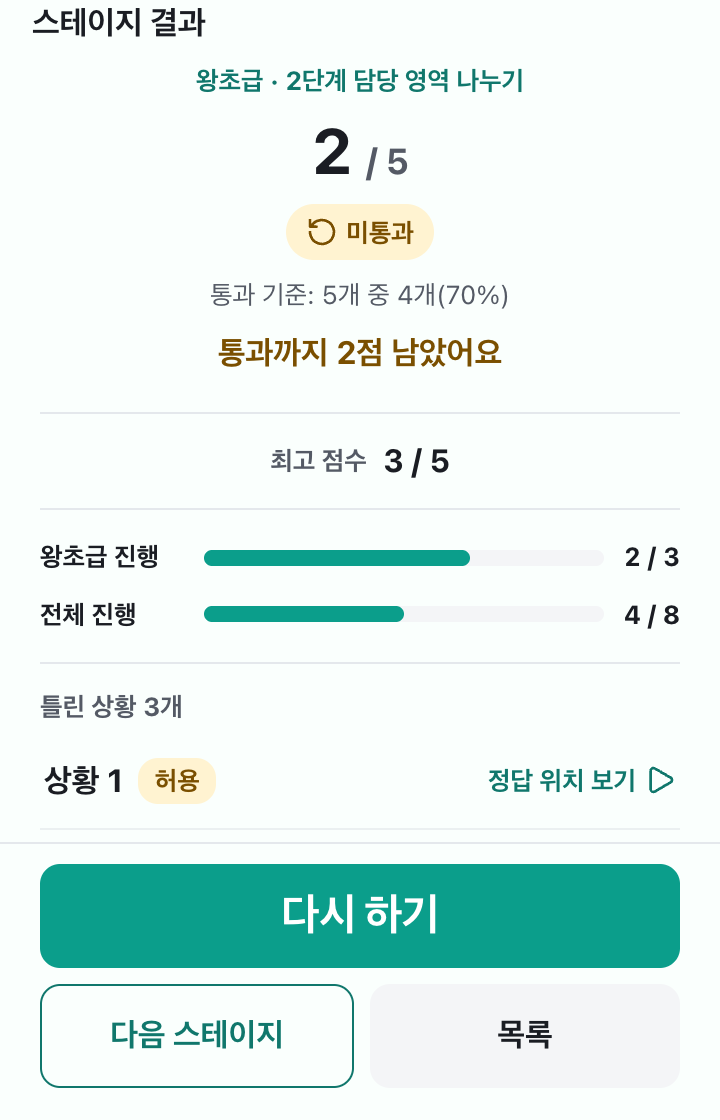 스테이지 결과
왕초급 · 2단계 담당 영역 나누기
2 / 5
미통과
통과 기준: 5개 중 4개(70%)
통과까지 2점 남았어요
최고 점수 3 / 5
왕초급 진행 2 / 3
전체 진행 4 / 8
틀린 상황 3개
상황 1 허용 정답 위치 보기
다시 하기
다음 스테이지 목록